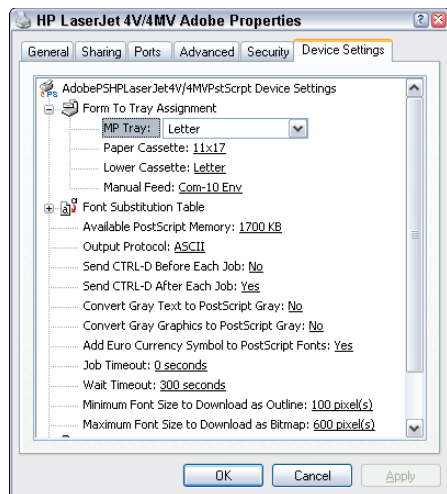 HP LaserJet 4V/4MV Adobe Properties
General Sharing Ports Advanced Security Device Settings
AdobePSHPLaserJet4V/4MVPstScrpt Device Settings
Form To Tray Assignment
MP Tray: Letter
Paper Cassette: 11x17
Lower Cassette: Letter
Manual Feed: Com-10 Env
Font Substitution Table
Available PostScript Memory: 1700 KB
Output Protocol: ASCII
Send CTRL-D Before Each Job: No
Send CTRL-D After Each Job: Yes
Convert Gray Text to PostScript Gray: No
Convert Gray Graphics to PostScript Gray: No
Add Euro Currency Symbol to PostScript Fonts: Yes
Job Timeout: 0 seconds
Wait Timeout: 300 seconds
Minimum Font Size to Download as Outline: 100 pixel(s)
Maximum Font Size to Download as Bitmap: 600 pixel(s)
OK Cancel Apply